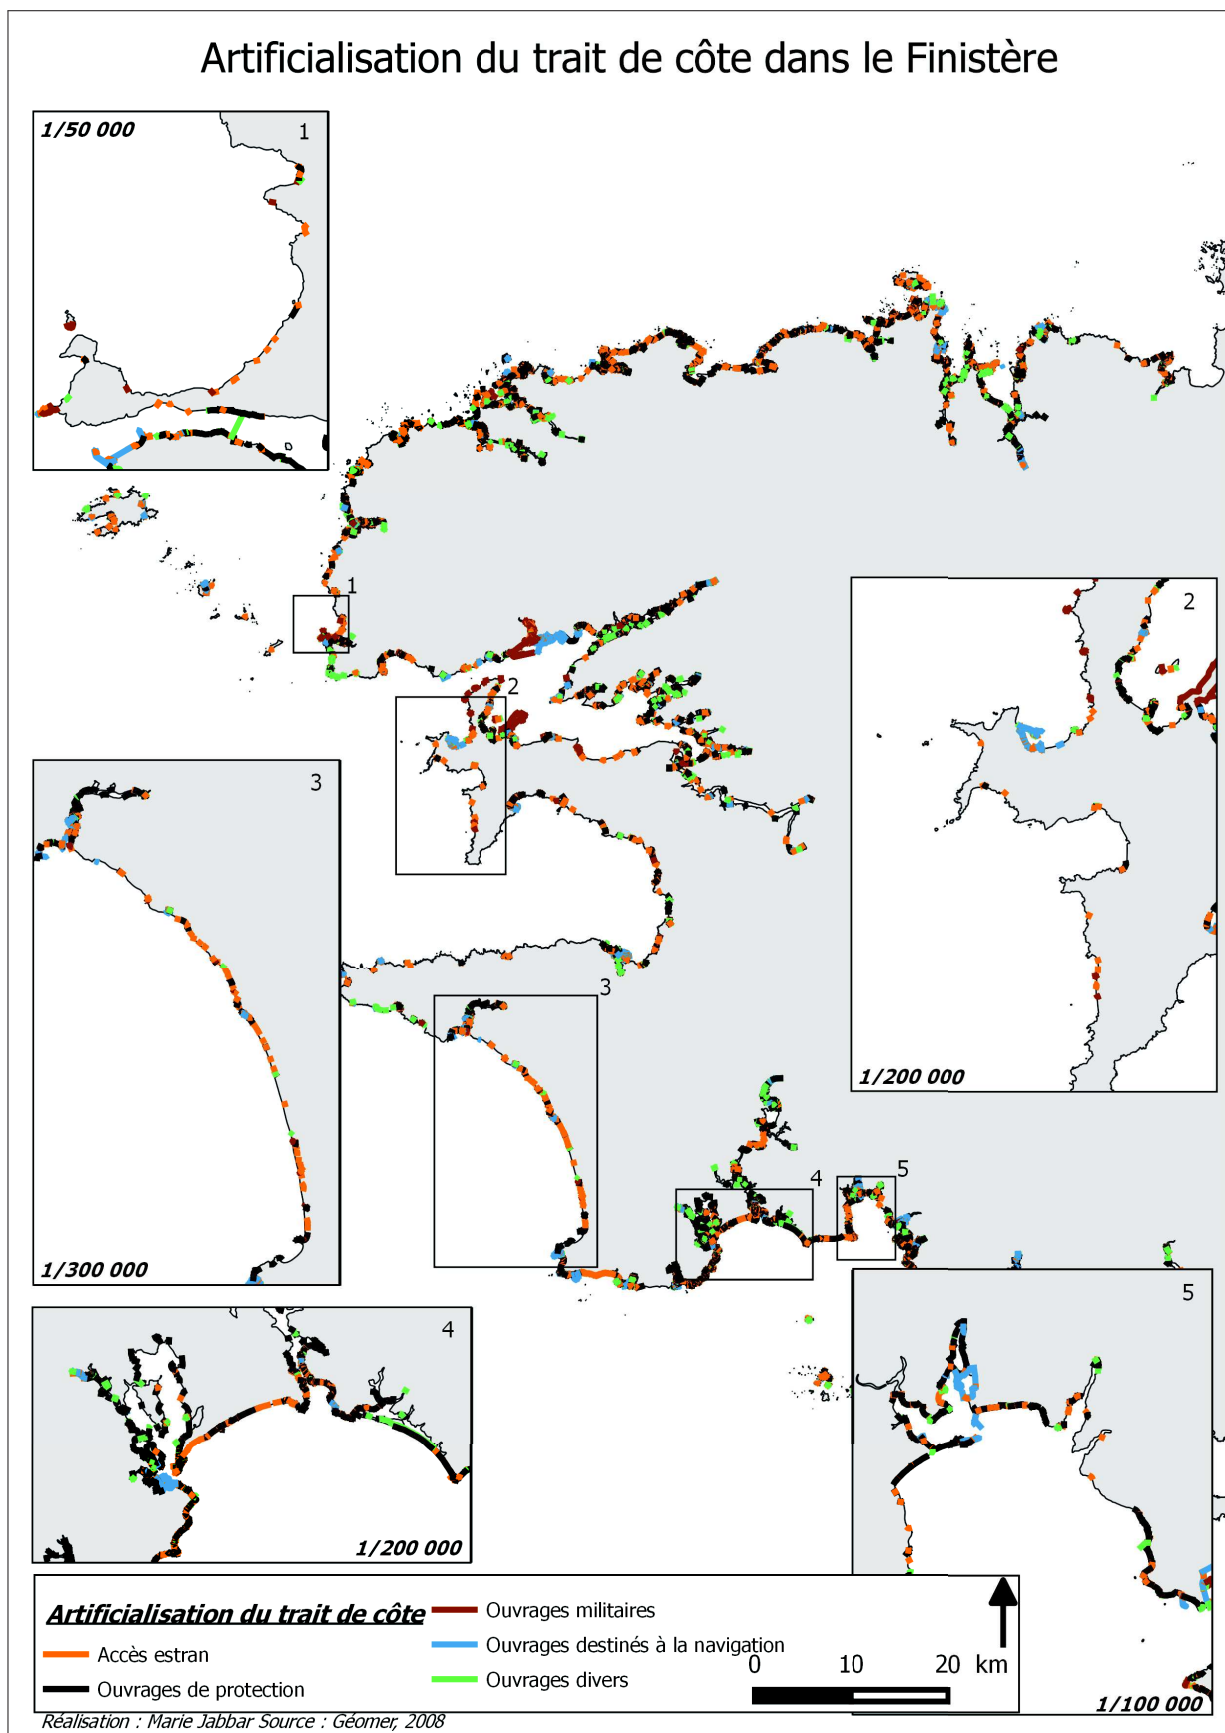 Artificialisation du trait de côte dans le Finistère
1/50 000
1
1
2
2
1/200 000
3
1/300 000
3
4
5
4
1/200 000
5
1/100 000
Artificialisation du trait de côte
Accès estran
Ouvrages de protection
Ouvrages militaires
Ouvrages destinés à la navigation
Ouvrages divers
0 10 20 km
Réalisation : Marie Jabbar Source : Géomer, 2008